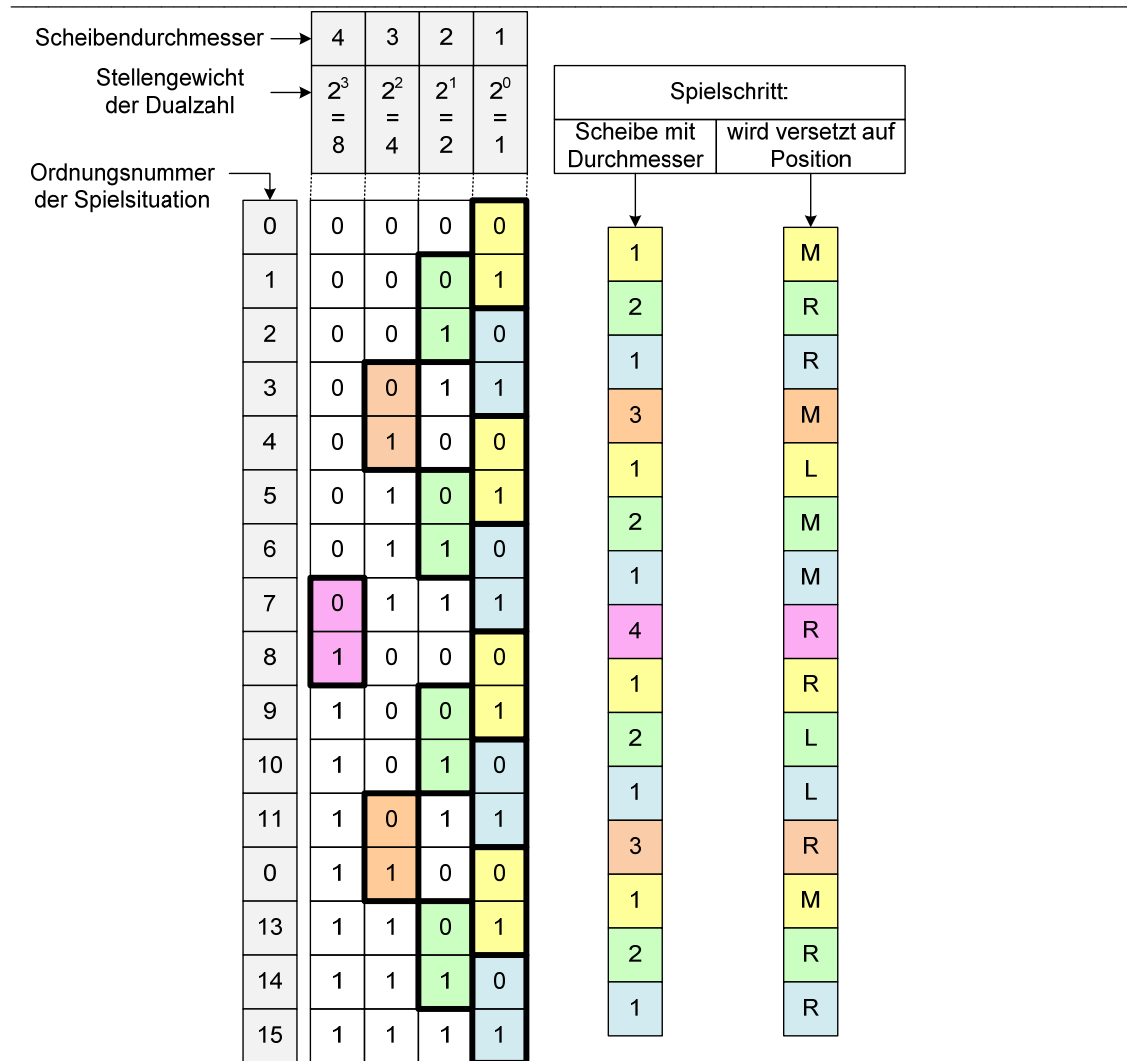 Scheibendurchmesser 4 3 2 1
Stellengewicht der Dualzahl 2³ = 8 2² = 4 2¹ = 2 2⁰ = 1
Spielschritt:
Scheibe mit Durchmesser wird versetzt auf Position
Ordnungsnummer der Spielsituation
0 0 0 0 0
1 M
1 0 0 0 1
2 R
2 0 0 1 0
1 R
3 0 0 1 1
3 M
4 0 1 0 0
1 L
5 0 1 0 1
2 M
6 0 1 1 0
1 M
7 0 1 1 1
4 R
8 1 0 0 0
1 R
9 1 0 0 1
2 L
10 1 0 1 0
1 L
11 1 0 1 1
3 R
0 1 1 0 0
1 M
13 1 1 0 1
2 R
14 1 1 1 0
1 R
15 1 1 1 1